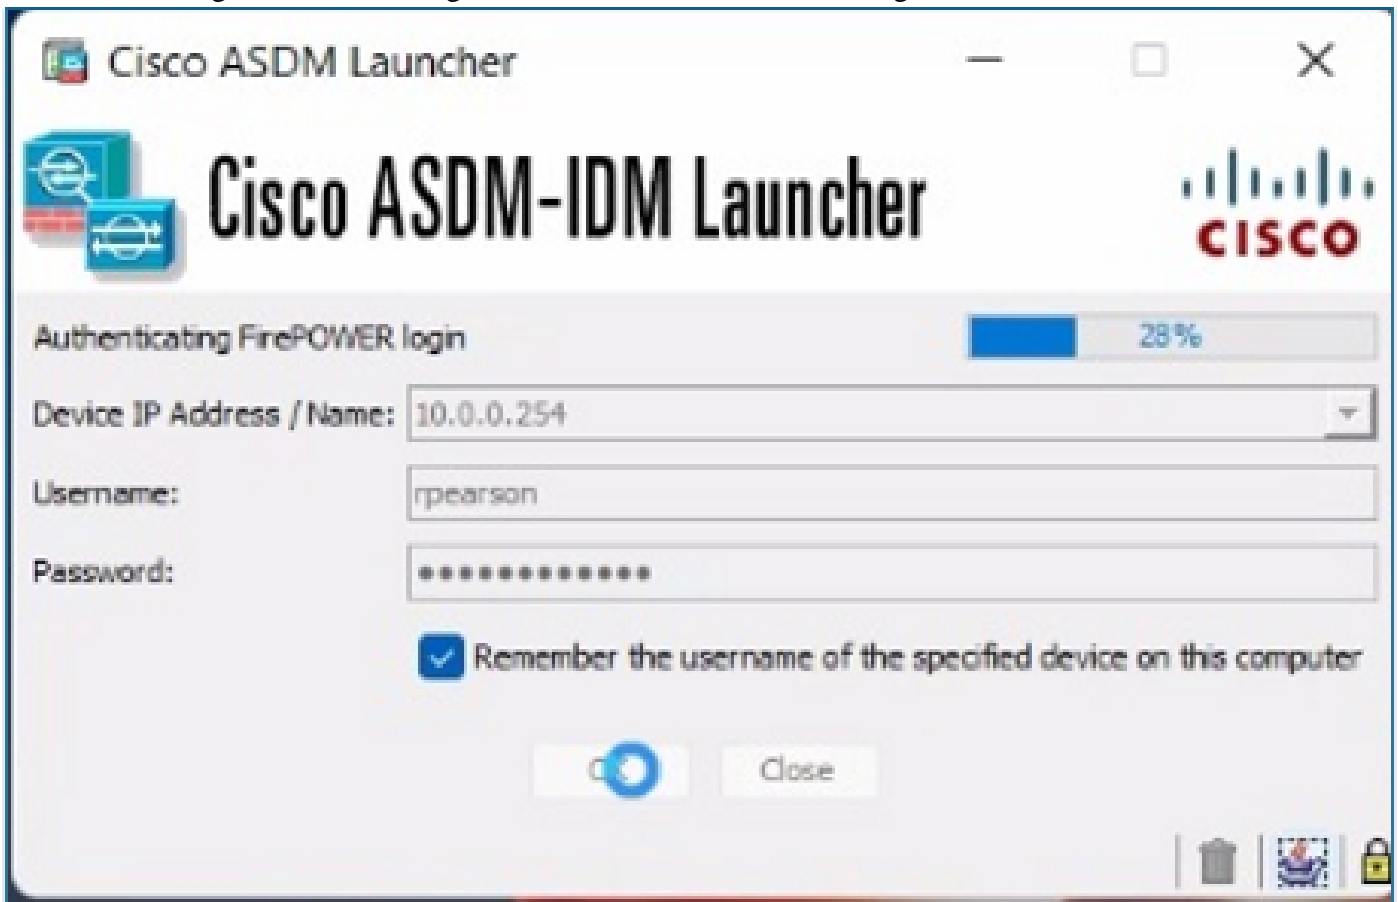 Cisco ASDM Launcher
Cisco ASDM-IDM Launcher
CISCO
Authenticating FirePOWER login
28%
Device IP Address / Name: 10.0.0.254
Username: rpearson
Password: ●●●●●●●●●●●●
Remember the username of the specified device on this computer
Close